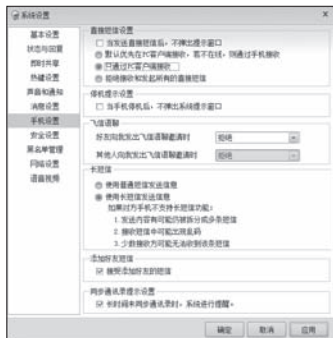 系统设置
基本设置
状态与回复
即时共享
热键设置
声音和通知
消息设置
手机设置
安全设置
黑名单管理
网络设置
语音视频
直接短信设置
当发送直接短信后，不弹出提示窗口
默认优先在PC客户端接收，若不在线，则通过手机接收
只通过PC客户端接收
拒绝接收和发起所有的直接短信
停机提示设置
当手机停机后，不弹出系统提示窗口
飞信语聊
好友向我发出飞信语聊邀请时
拒绝
其他人向我发出飞信语聊邀请时
拒绝
长短信
使用普通短信发送信息
使用长短信发送信息
如果对方手机不支持长短信功能：
1.发送内容有可能仍被拆分成多条短信
2.接收短信中可能出现乱码
3.少数接收方可能无法收到该条短信
添加好友短信
接受添加好友的短信
同步通讯录提示设置
长时间未同步通讯录时，系统进行提醒。
确定
取消
应用